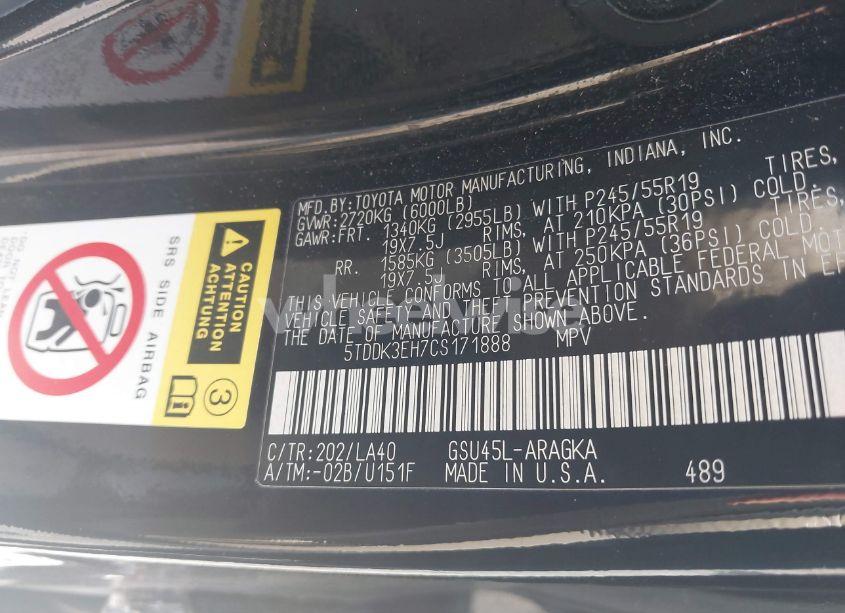 MFD.BY:TOYOTA MOTOR MANUFACTURING, INDIANA, INC.
GVWR:2720KG (6000LB)
GAWR:FRT. 1340KG (2955LB) WITH P245/55R19 TIRES,
19X7.5J RIMS, AT 210KPA (30PSI) COLD.
RR. 1585KG (3505LB) WITH P245/55R19 TIRES,
19X7.5J RIMS, AT 250KPA (36PSI) COLD.
THIS VEHICLE CONFORMS TO ALL APPLICABLE FEDERAL MOT
VEHICLE SAFETY AND THEFT PREVENTION STANDARDS IN EF
THE DATE OF MANUFACTURE SHOWN ABOVE.
5TDDK3EH7CS171888 MPV
C/TR:202/LA40 GSU45L-ARAGKA
A/TM:-02B/U151F MADE IN U.S.A. 489
CAUTION
ATTENTION
ACHTUNG
SRS SIDE AIRBAG
3